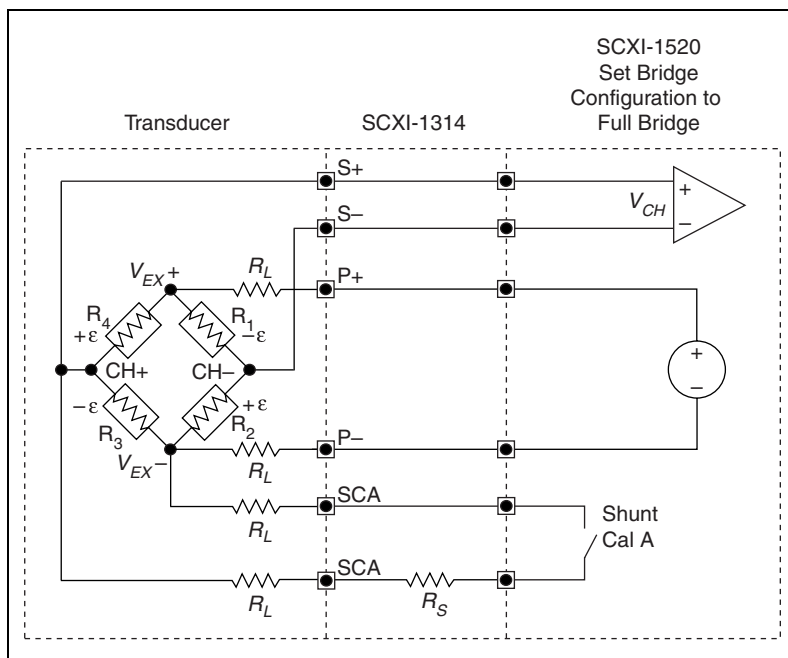 SCXI-1520
Set Bridge
Configuration to
Full Bridge
Transducer
SCXI-1314
S+
+
V_CH
S–
–
V_EX+
R_L
P+
R_4
R_1
+ε
–ε
+
CH+
CH–
–
–ε
+ε
R_3
R_2
P–
V_EX–
R_L
SCA
R_L
Shunt
Cal A
SCA
R_L
R_S